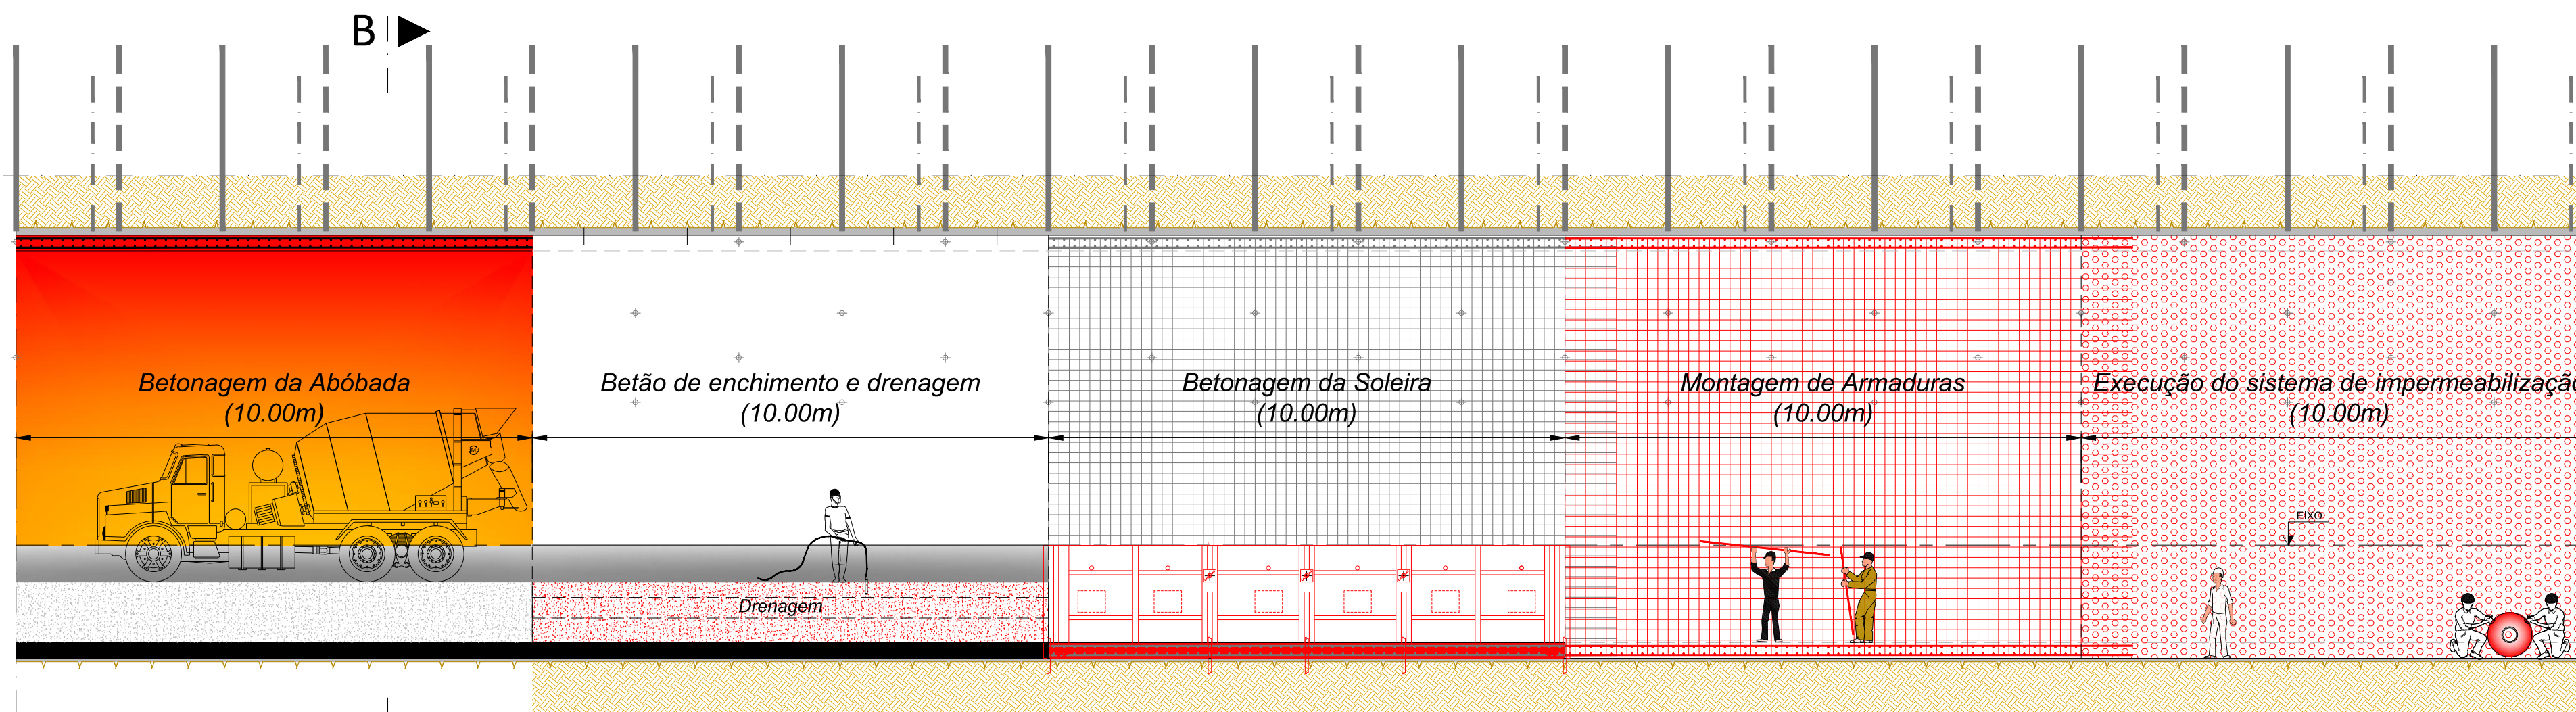 B
Betonagem da Abóbada
(10.00m)
Betão de enchimento e drenagem
(10.00m)
Betonagem da Soleira
(10.00m)
Montagem de Armaduras
(10.00m)
Execução do sistema de impermeabilização
(10.00m)
EIXO
Drenagem